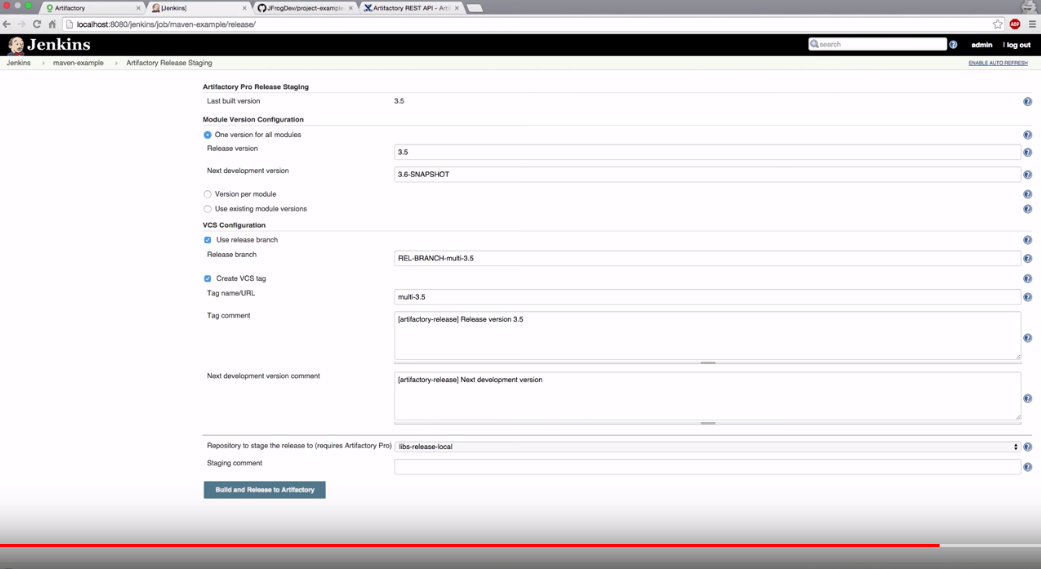 Artifactory
[Jenkins]
JFrogDev/project-example
Artifactory REST API - Arti
localhost:8080/jenkins/job/maven-example/release/
ABP
Jenkins
search
admin
log out
Jenkins
maven-example
Artifactory Release Staging
ENABLE AUTO REFRESH
Artifactory Pro Release Staging
Last built version 3.5
Module Version Configuration
One version for all modules
Release version 3.5
Next development version 3.6-SNAPSHOT
Version per module
Use existing module versions
VCS Configuration
Use release branch
Release branch REL-BRANCH-multi-3.5
Create VCS tag
Tag name/URL multi-3.5
Tag comment [artifactory-release] Release version 3.5
Next development version comment [artifactory-release] Next development version
Repository to stage the release to (requires Artifactory Pro) libs-release-local
Staging comment
Build and Release to Artifactory